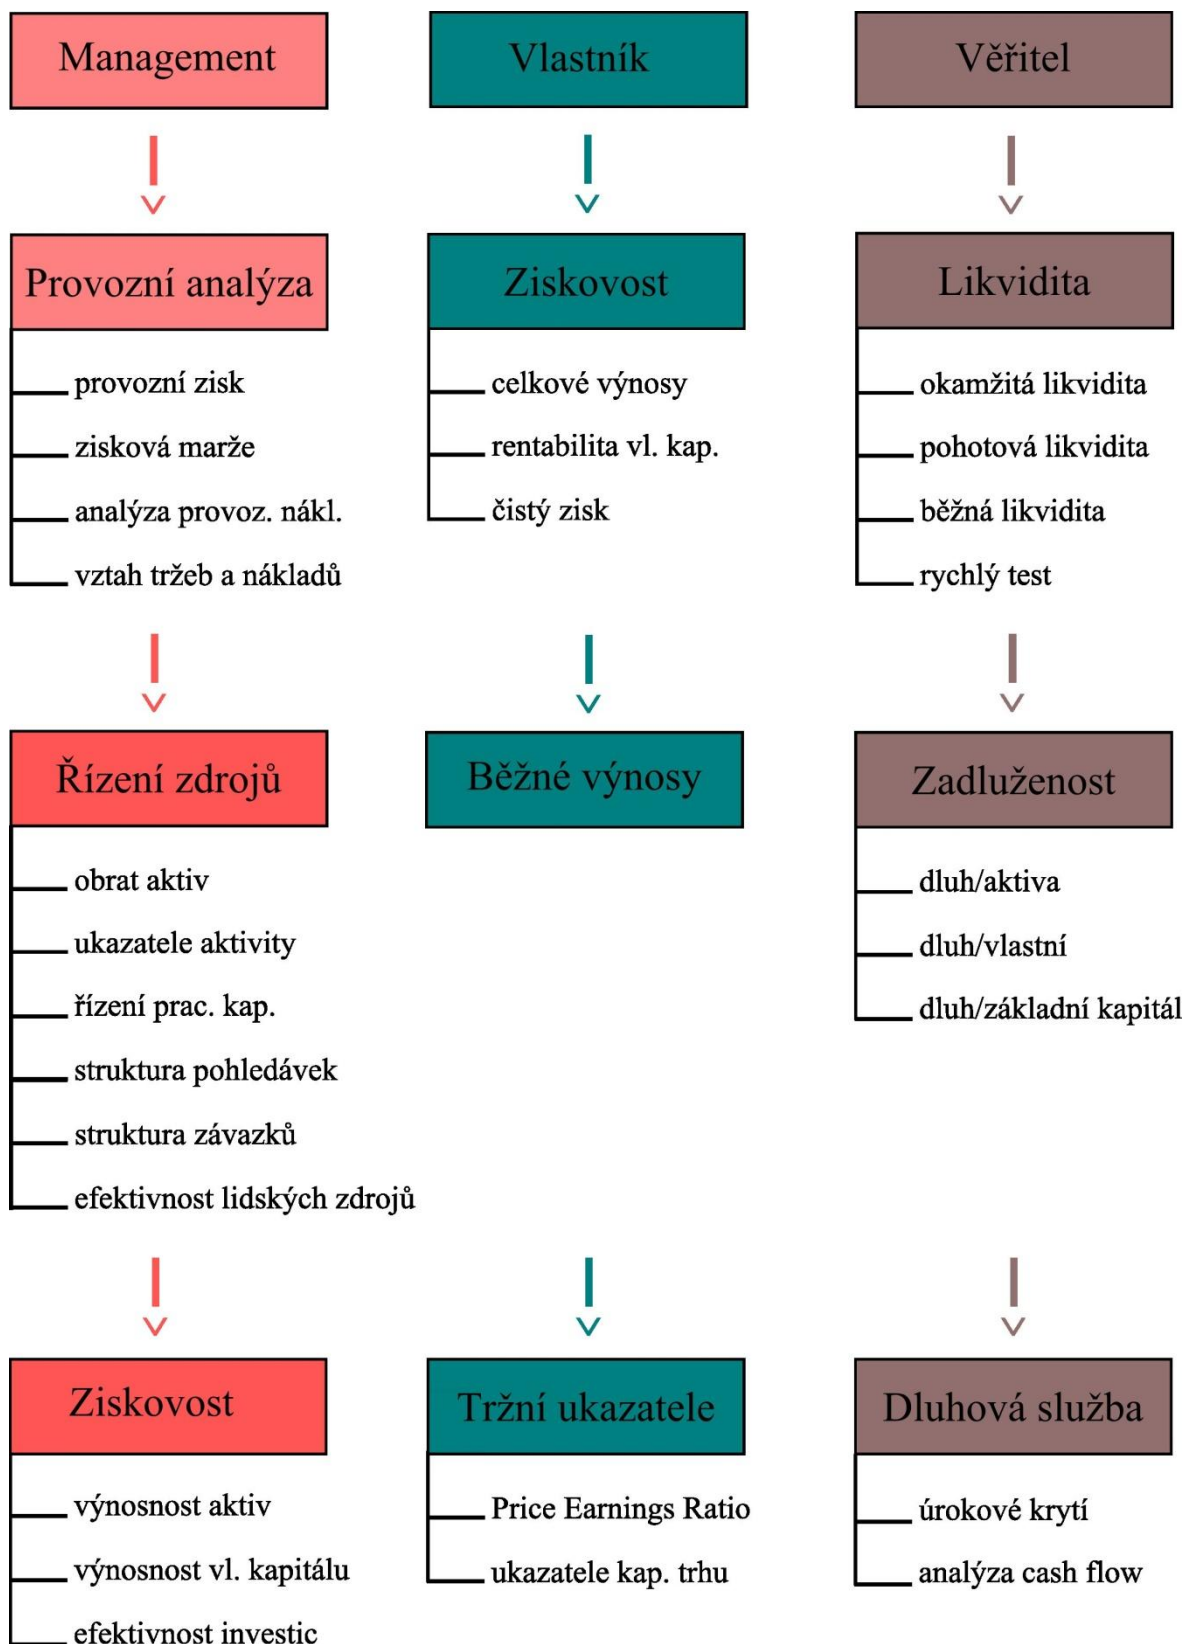 Management
Vlastník
Věřitel
Provozní analýza
Ziskovost
Likvidita
provozní zisk
zisková marže
analýza provoz. nákl.
vztah tržeb a nákladů
celkové výnosy
rentabilita vl. kap.
čistý zisk
okamžitá likvidita
pohotová likvidita
běžná likvidita
rychlý test
Řízení zdrojů
Běžné výnosy
Zadluženost
obrat aktiv
ukazatele aktivity
řízení prac. kap.
struktura pohledávek
struktura závazků
efektivnost lidských zdrojů
dluh/aktiva
dluh/vlastní
dluh/základní kapitál
Ziskovost
Tržní ukazatele
Dluhová služba
výnosnost aktiv
výnosnost vl. kapitálu
efektivnost investic
Price Earnings Ratio
ukazatele kap. trhu
úrokové krytí
analýza cash flow